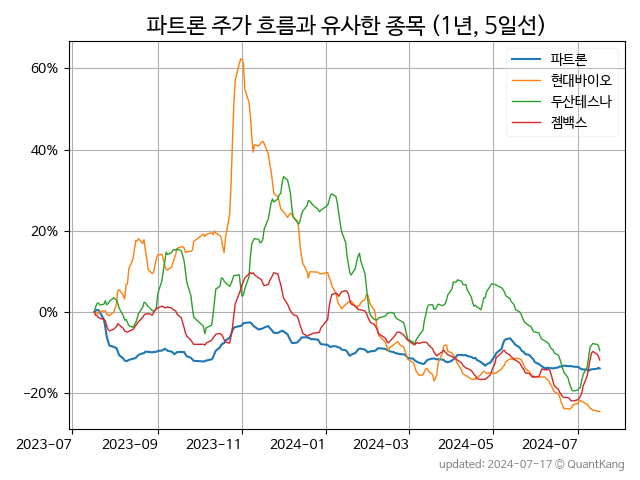 파트론 주가 흐름과 유사한 종목 (1년, 5일선)
파트론
현대바이오
두산테스나
젬백스
60%
40%
20%
0%
−20%
2023-07 2023-09 2023-11 2024-01 2024-03 2024-05 2024-07
updated: 2024-07-17 © QuantKang